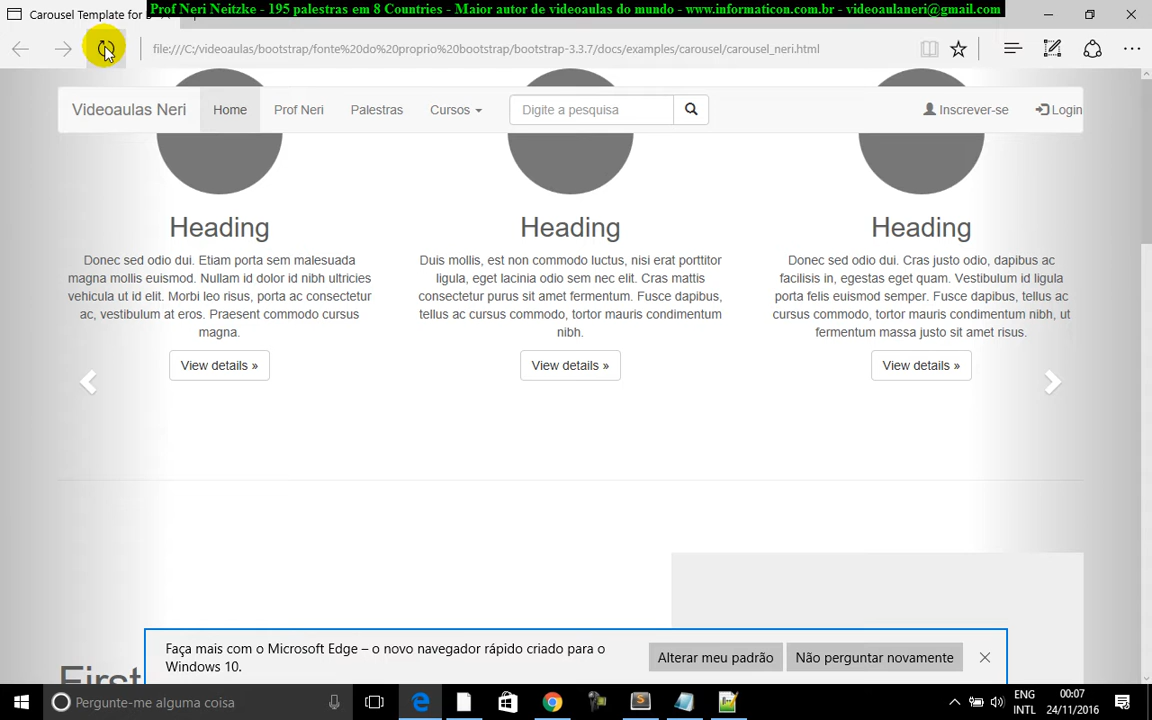 Carousel Template for B
Prof Neri Neitzke - 195 palestras em 8 Countries - Maior autor de videoaulas do mundo - www.informaticon.com.br - videoaulaneri@gmail.com
file:///C:/videoaulas/bootstrap/fonte%20do%20proprio%20bootstrap/bootstrap-3.3.7/docs/examples/carousel/carousel_neri.html
Videoaulas Neri Home Prof Neri Palestras Cursos Digite a pesquisa Inscrever-se Login
Heading
Donec sed odio dui. Etiam porta sem malesuada
magna mollis euismod. Nullam id dolor id nibh ultricies
vehicula ut id elit. Morbi leo risus, porta ac consectetur
ac, vestibulum at eros. Praesent commodo cursus
magna.
View details »
Heading
Duis mollis, est non commodo luctus, nisi erat porttitor
ligula, eget lacinia odio sem nec elit. Cras mattis
consectetur purus sit amet fermentum. Fusce dapibus,
tellus ac cursus commodo, tortor mauris condimentum
nibh.
View details »
Heading
Donec sed odio dui. Cras justo odio, dapibus ac
facilisis in, egestas eget quam. Vestibulum id ligula
porta felis euismod semper. Fusce dapibus, tellus ac
cursus commodo, tortor mauris condimentum nibh, ut
fermentum massa justo sit amet risus.
View details »
First
Faça mais com o Microsoft Edge – o novo navegador rápido criado para o
Windows 10.
Alterar meu padrão Não perguntar novamente
Pergunte-me alguma coisa
ENG
INTL
00:07
24/11/2016